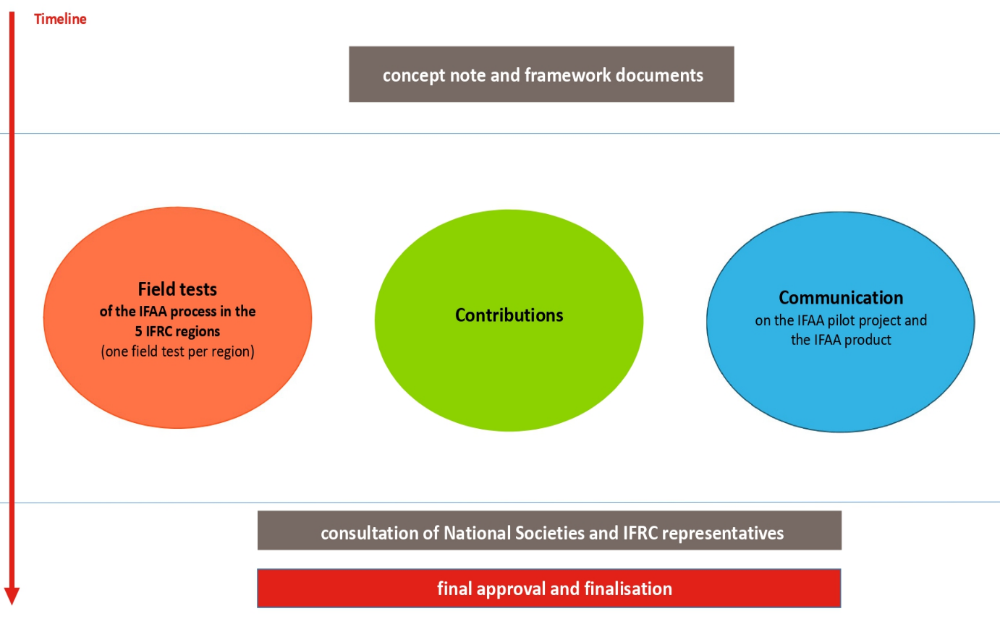 Timeline
concept note and framework documents
Field tests
of the IFAA process in the
5 IFRC regions
(one field test per region)
Contributions
Communication
on the IFAA pilot project and
the IFAA product
consultation of National Societies and IFRC representatives
final approval and finalisation